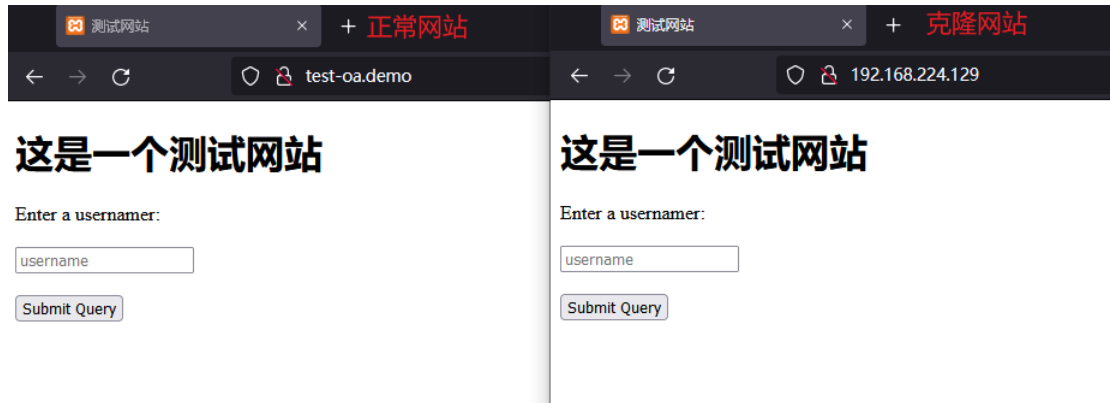 测试网站
正常网站
test-oa.demo
这是一个测试网站
Enter a usernamer:
username
Submit Query
测试网站
克隆网站
192.168.224.129
这是一个测试网站
Enter a usernamer:
username
Submit Query